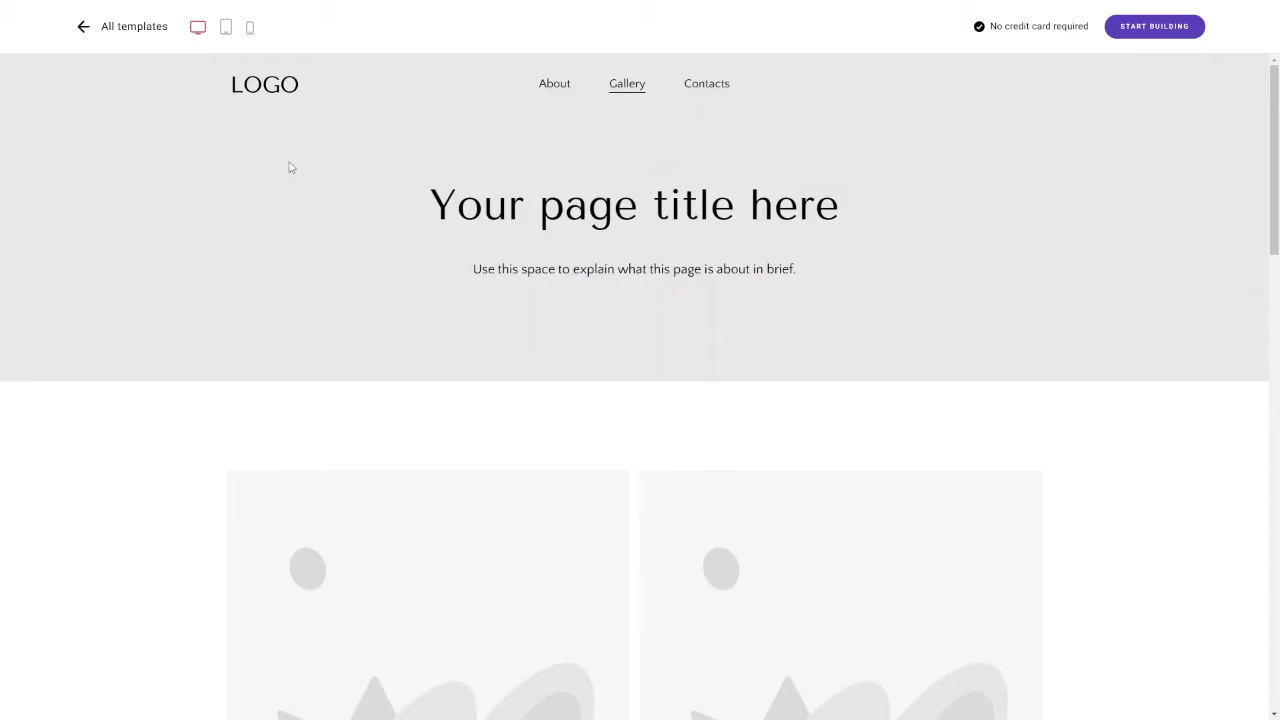 All templates
No credit card required
START BUILDING
LOGO
About
Gallery
Contacts
Your page title here
Use this space to explain what this page is about in brief.